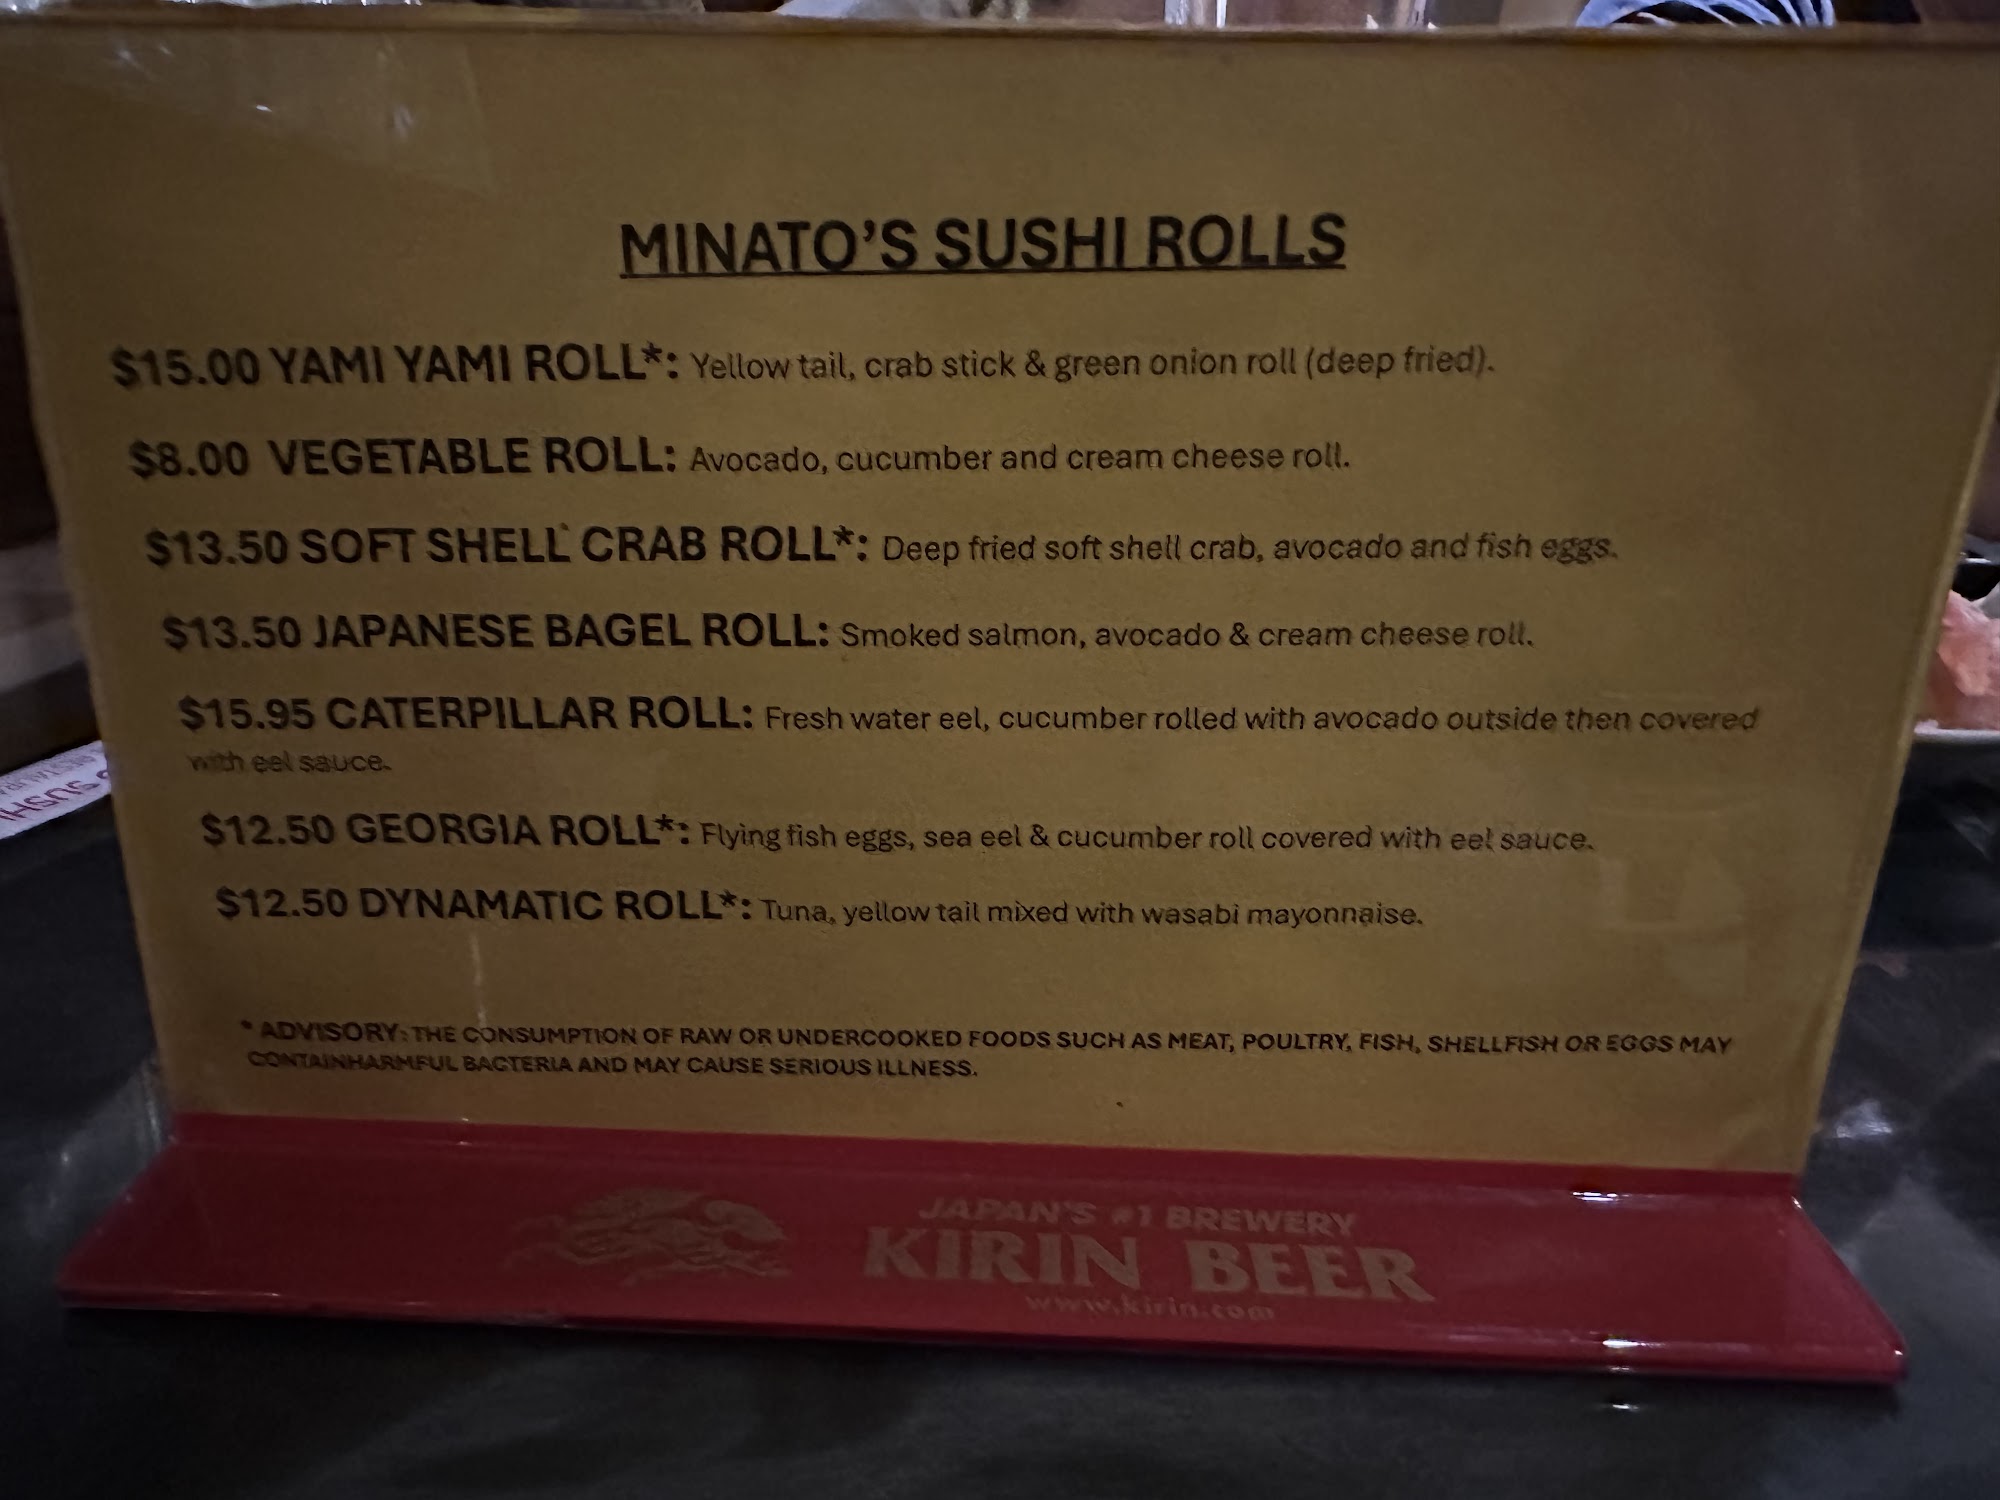 MINATO'S SUSHI ROLLS
$15.00 YAMI YAMI ROLL*: Yellow tail, crab stick & green onion roll (deep fried).
$8.00 VEGETABLE ROLL: Avocado, cucumber and cream cheese roll.
$13.50 SOFT SHELL CRAB ROLL*: Deep fried soft shell crab, avocado and fish eggs.
$13.50 JAPANESE BAGEL ROLL: Smoked salmon, avocado & cream cheese roll.
$15.95 CATERPILLAR ROLL: Fresh water eel, cucumber rolled with avocado outside then covered
with eel sauce.
$12.50 GEORGIA ROLL*: Flying fish eggs, sea eel & cucumber roll covered with eel sauce.
$12.50 DYNAMATIC ROLL*: Tuna, yellow tail mixed with wasabi mayonnaise.
* ADVISORY: THE CONSUMPTION OF RAW OR UNDERCOOKED FOODS SUCH AS MEAT, POULTRY, FISH, SHELLFISH OR EGGS MAY
CONTAINHARMFUL BACTERIA AND MAY CAUSE SERIOUS ILLNESS.
JAPAN'S #1 BREWERY
KIRIN BEER
www.kirin.com
SUSHI